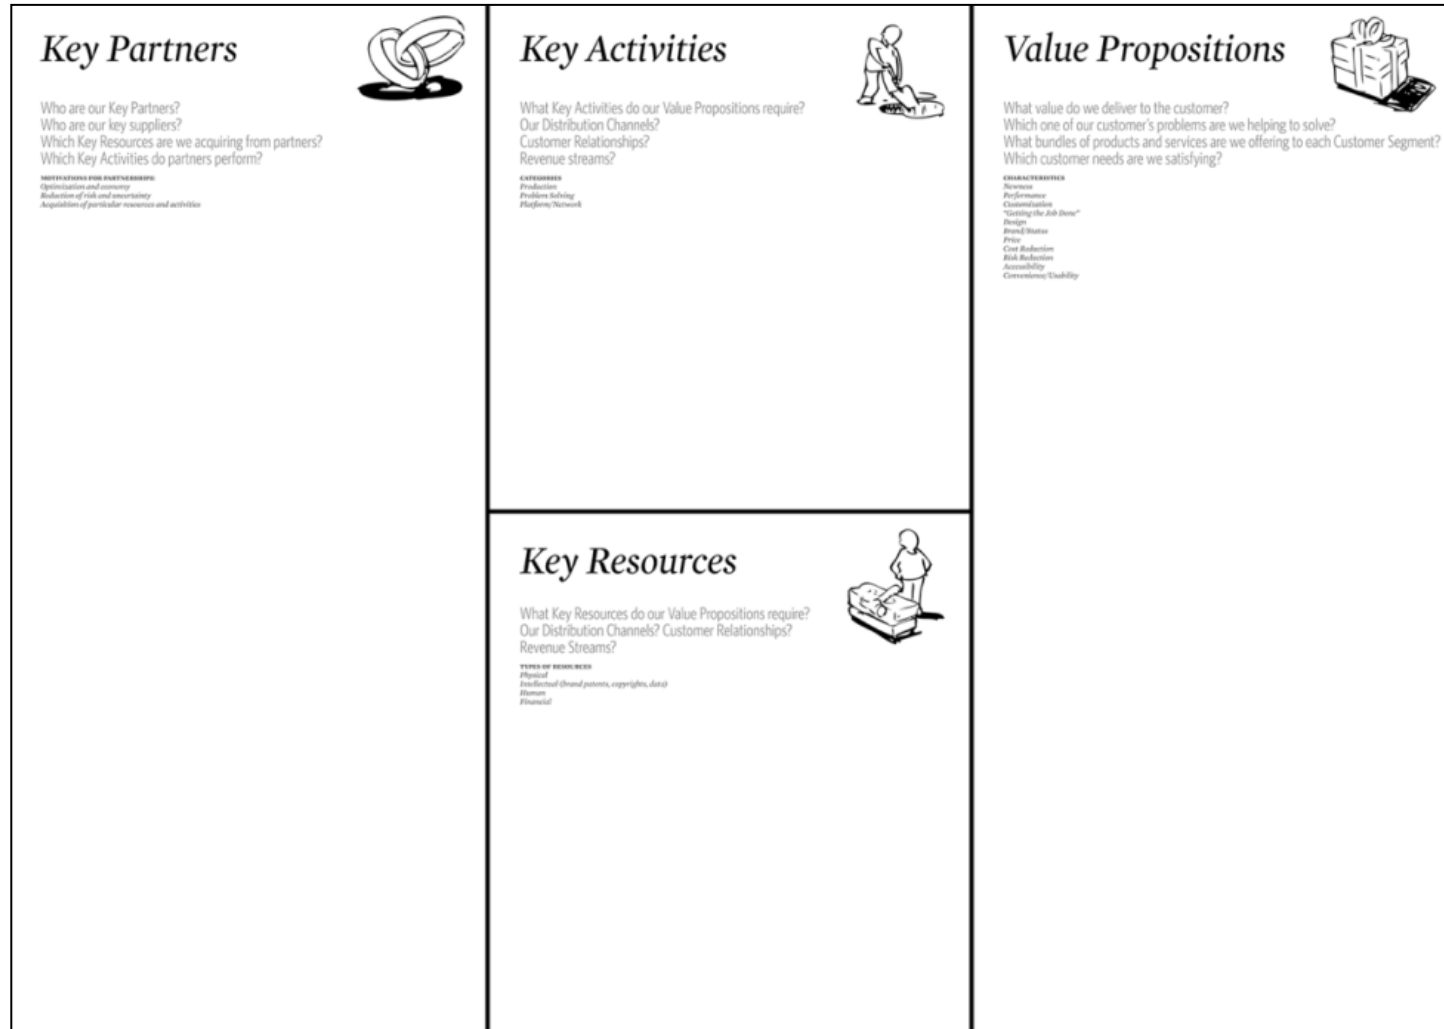 Key Partners
Who are our Key Partners?
Who are our key suppliers?
Which Key Resources are we acquiring from partners?
Which Key Activities do partners perform?
MOTIVATIONS FOR PARTNERSHIPS:
Optimization and economy
Reduction of risk and uncertainty
Acquisition of particular resources and activities
Key Activities
What Key Activities do our Value Propositions require?
Our Distribution Channels?
Customer Relationships?
Revenue streams?
CATEGORIES
Production
Problem Solving
Platform/Network
Key Resources
What Key Resources do our Value Propositions require?
Our Distribution Channels? Customer Relationships?
Revenue Streams?
TYPES OF RESOURCES
Physical
Intellectual (brand patents, copyrights, data)
Human
Financial
Value Propositions
What value do we deliver to the customer?
Which one of our customer's problems are we helping to solve?
What bundles of products and services are we offering to each Customer Segment?
Which customer needs are we satisfying?
CHARACTERISTICS
Newness
Performance
Customization
"Getting the Job Done"
Design
Brand/Status
Price
Cost Reduction
Risk Reduction
Accessibility
Convenience/Usability